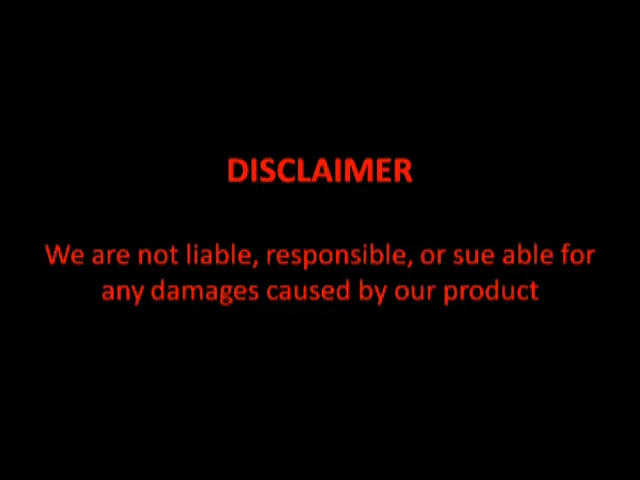 DISCLAIMER
We are not liable, responsible, or sue able for
any damages caused by our product